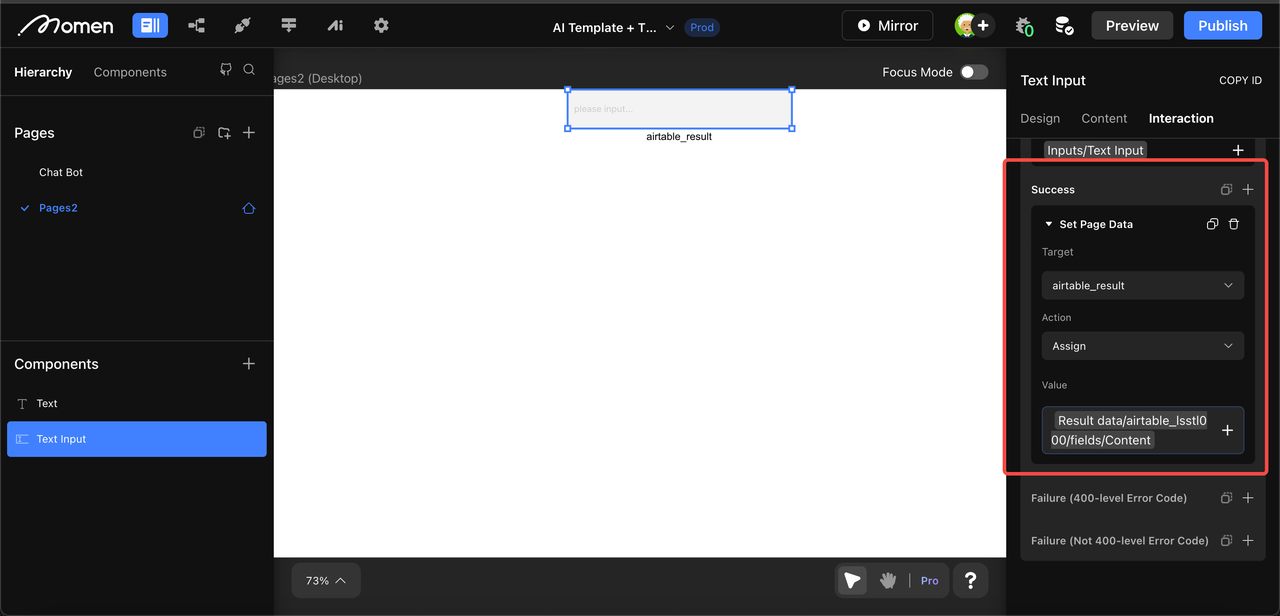 Momen
AI Template + T...
Prod
Mirror
0
Preview
Publish
Hierarchy
Components
ages2 (Desktop)
Focus Mode
Text Input
COPY ID
Design
Content
Interaction
Pages
Chat Bot
Pages2
please input...
airtable_result
Inputs/Text Input
Success
Set Page Data
Target
airtable_result
Action
Assign
Value
Result data/airtable_lsstl0
00/fields/Content
Components
Text
Text Input
Failure (400-level Error Code)
Failure (Not 400-level Error Code)
73%
Pro
?